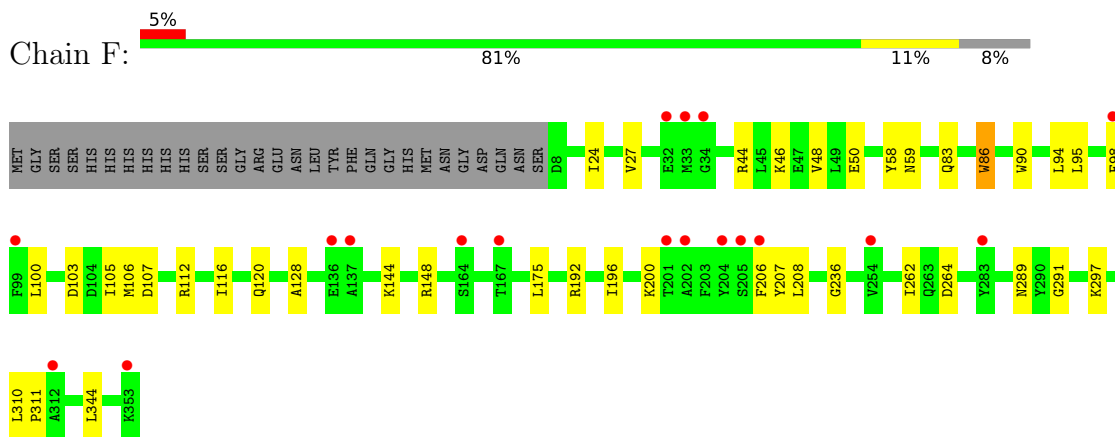 5%
Chain F:
81% 11% 8%
MET GLY SER SER HIS HIS HIS HIS HIS HIS SER SER GLY ARG GLU ASN LEU TYR PHE GLN GLY HIS MET ASN GLY ASP GLN ASN SER D8 I24 V27 E32 M33 G34 R44 L45 K46 E47 V48 L49 E50 Y58 N59 Q83 W86 W90 L94 L95
F99 L100 D103 D104 I105 M106 D107 R112 I116 Q120 A128 E136 A137 K144 R148 S164 T167 L175 R192 I196 K200 T201 A202 F203 Y204 S205 F206 Y207 L208 G236 V254 I262 Q263 D264 Y283 N289 Y290 G291 K297
L310 P311 A312 L344 K353